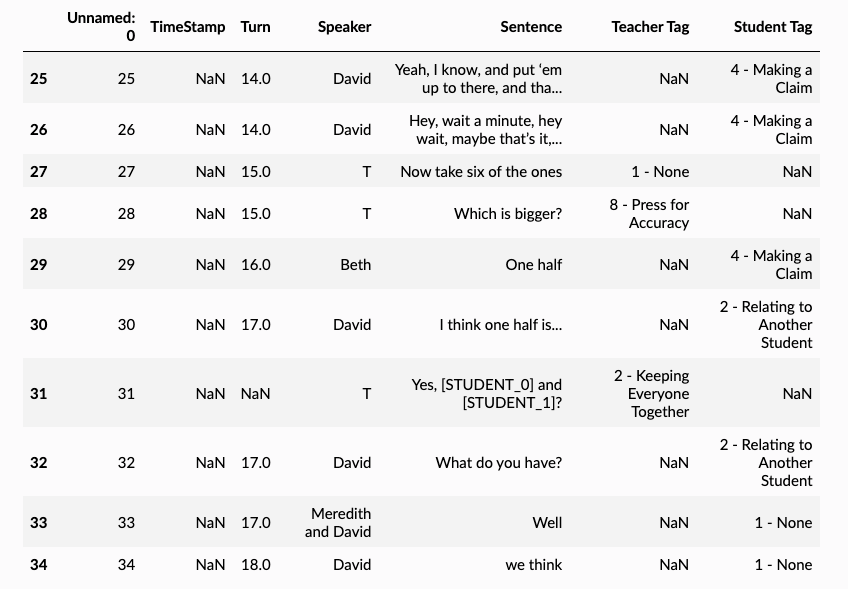 Unnamed: 0 TimeStamp Turn Speaker Sentence Teacher Tag Student Tag
25 25 NaN 14.0 David Yeah, I know, and put ‘em up to there, and tha... NaN 4 - Making a Claim
26 26 NaN 14.0 David Hey, wait a minute, hey wait, maybe that’s it,... NaN 4 - Making a Claim
27 27 NaN 15.0 T Now take six of the ones 1 - None NaN
28 28 NaN 15.0 T Which is bigger? 8 - Press for Accuracy NaN
29 29 NaN 16.0 Beth One half NaN 4 - Making a Claim
30 30 NaN 17.0 David I think one half is... NaN 2 - Relating to Another Student
31 31 NaN NaN T Yes, [STUDENT_0] and [STUDENT_1]? 2 - Keeping Everyone Together NaN
32 32 NaN 17.0 David What do you have? NaN 2 - Relating to Another Student
33 33 NaN 17.0 Meredith and David Well NaN 1 - None
34 34 NaN 18.0 David we think NaN 1 - None